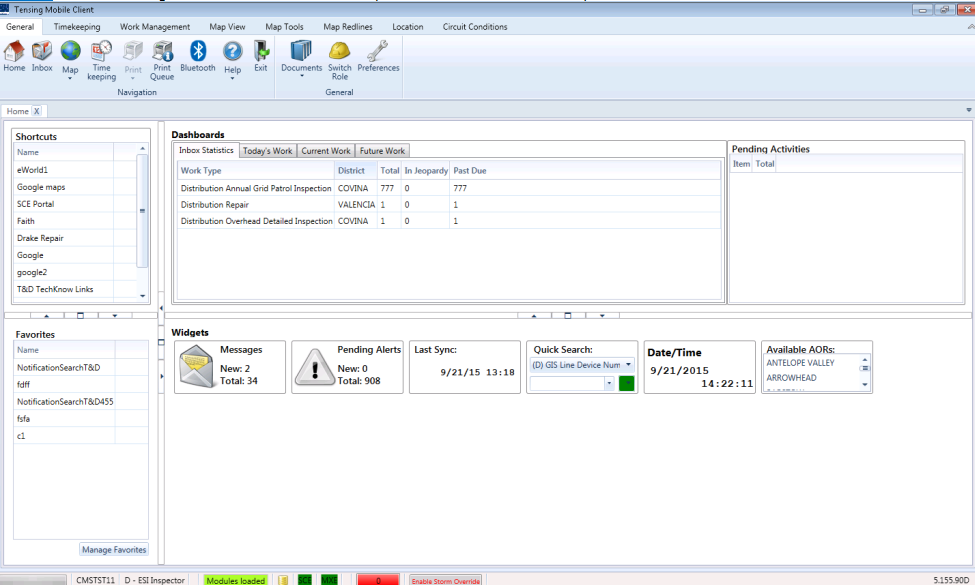 Tensing Mobile Client
General Timekeeping Work Management Map View Map Tools Map Redlines Location Circuit Conditions
Home Inbox Map Time keeping Print Print Queue Bluetooth Help Exit Documents Switch Role Preferences
Navigation General
Home X
Shortcuts
Name
eWorld1
Google maps
SCE Portal
Faith
Drake Repair
Google
google2
T&D TechKnow Links
Dashboards
Inbox Statistics Today's Work Current Work Future Work
Work Type District Total In Jeopardy Past Due
Distribution Annual Grid Patrol Inspection COVINA 777 0 777
Distribution Repair VALENCIA 1 0 1
Distribution Overhead Detailed Inspection COVINA 1 0 1
Pending Activities
Item Total
Favorites
Name
NotificationSearchT&D
fdff
NotificationSearchT&D455
fsfa
c1
Manage Favorites
Widgets
Messages
New: 2
Total: 34
Pending Alerts
New: 0
Total: 908
Last Sync:
9/21/15 13:18
Quick Search:
(D) GIS Line Device Num
Date/Time
9/21/2015
14:22:11
Available AORs:
ANTELOPE VALLEY
ARROWHEAD
CMSTST11 D - ESI Inspector Modules loaded SCE MXE 0 Enable Storm Override 5.155.90D